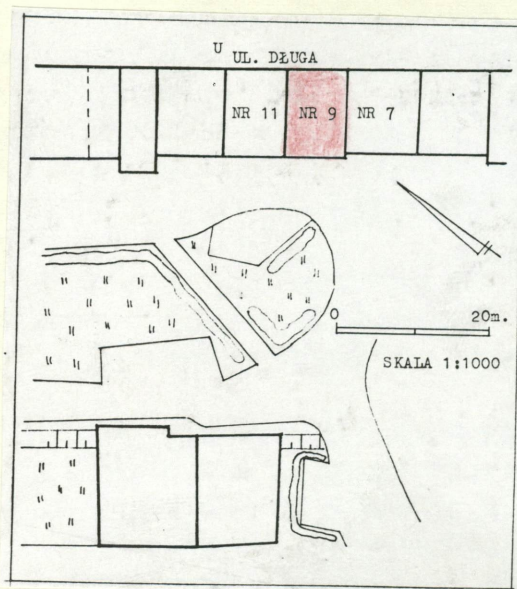 U
UL. DŁUGA
NR 11 NR 9 NR 7
0 20m.
SKALA 1:1000